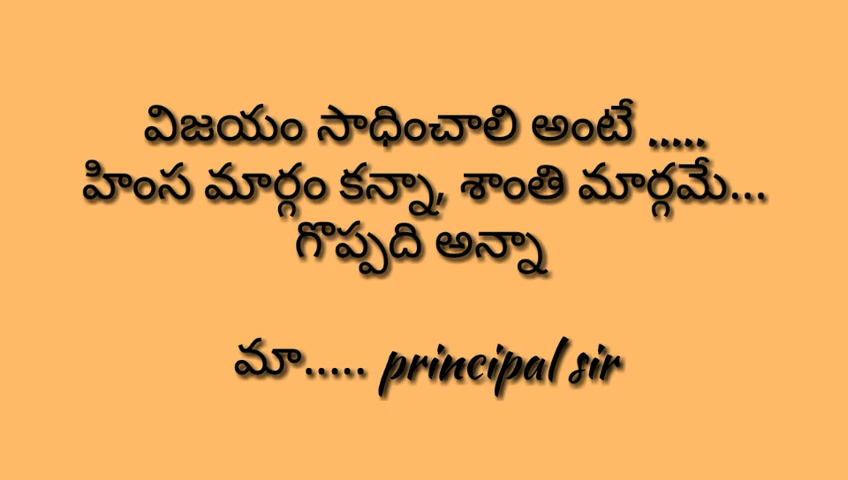 విజయం సాధించాలి అంటే .....
హింస మార్గం కన్నా, శాంతి మార్గమే...
గొప్పది అన్నా
మా..... principal sir